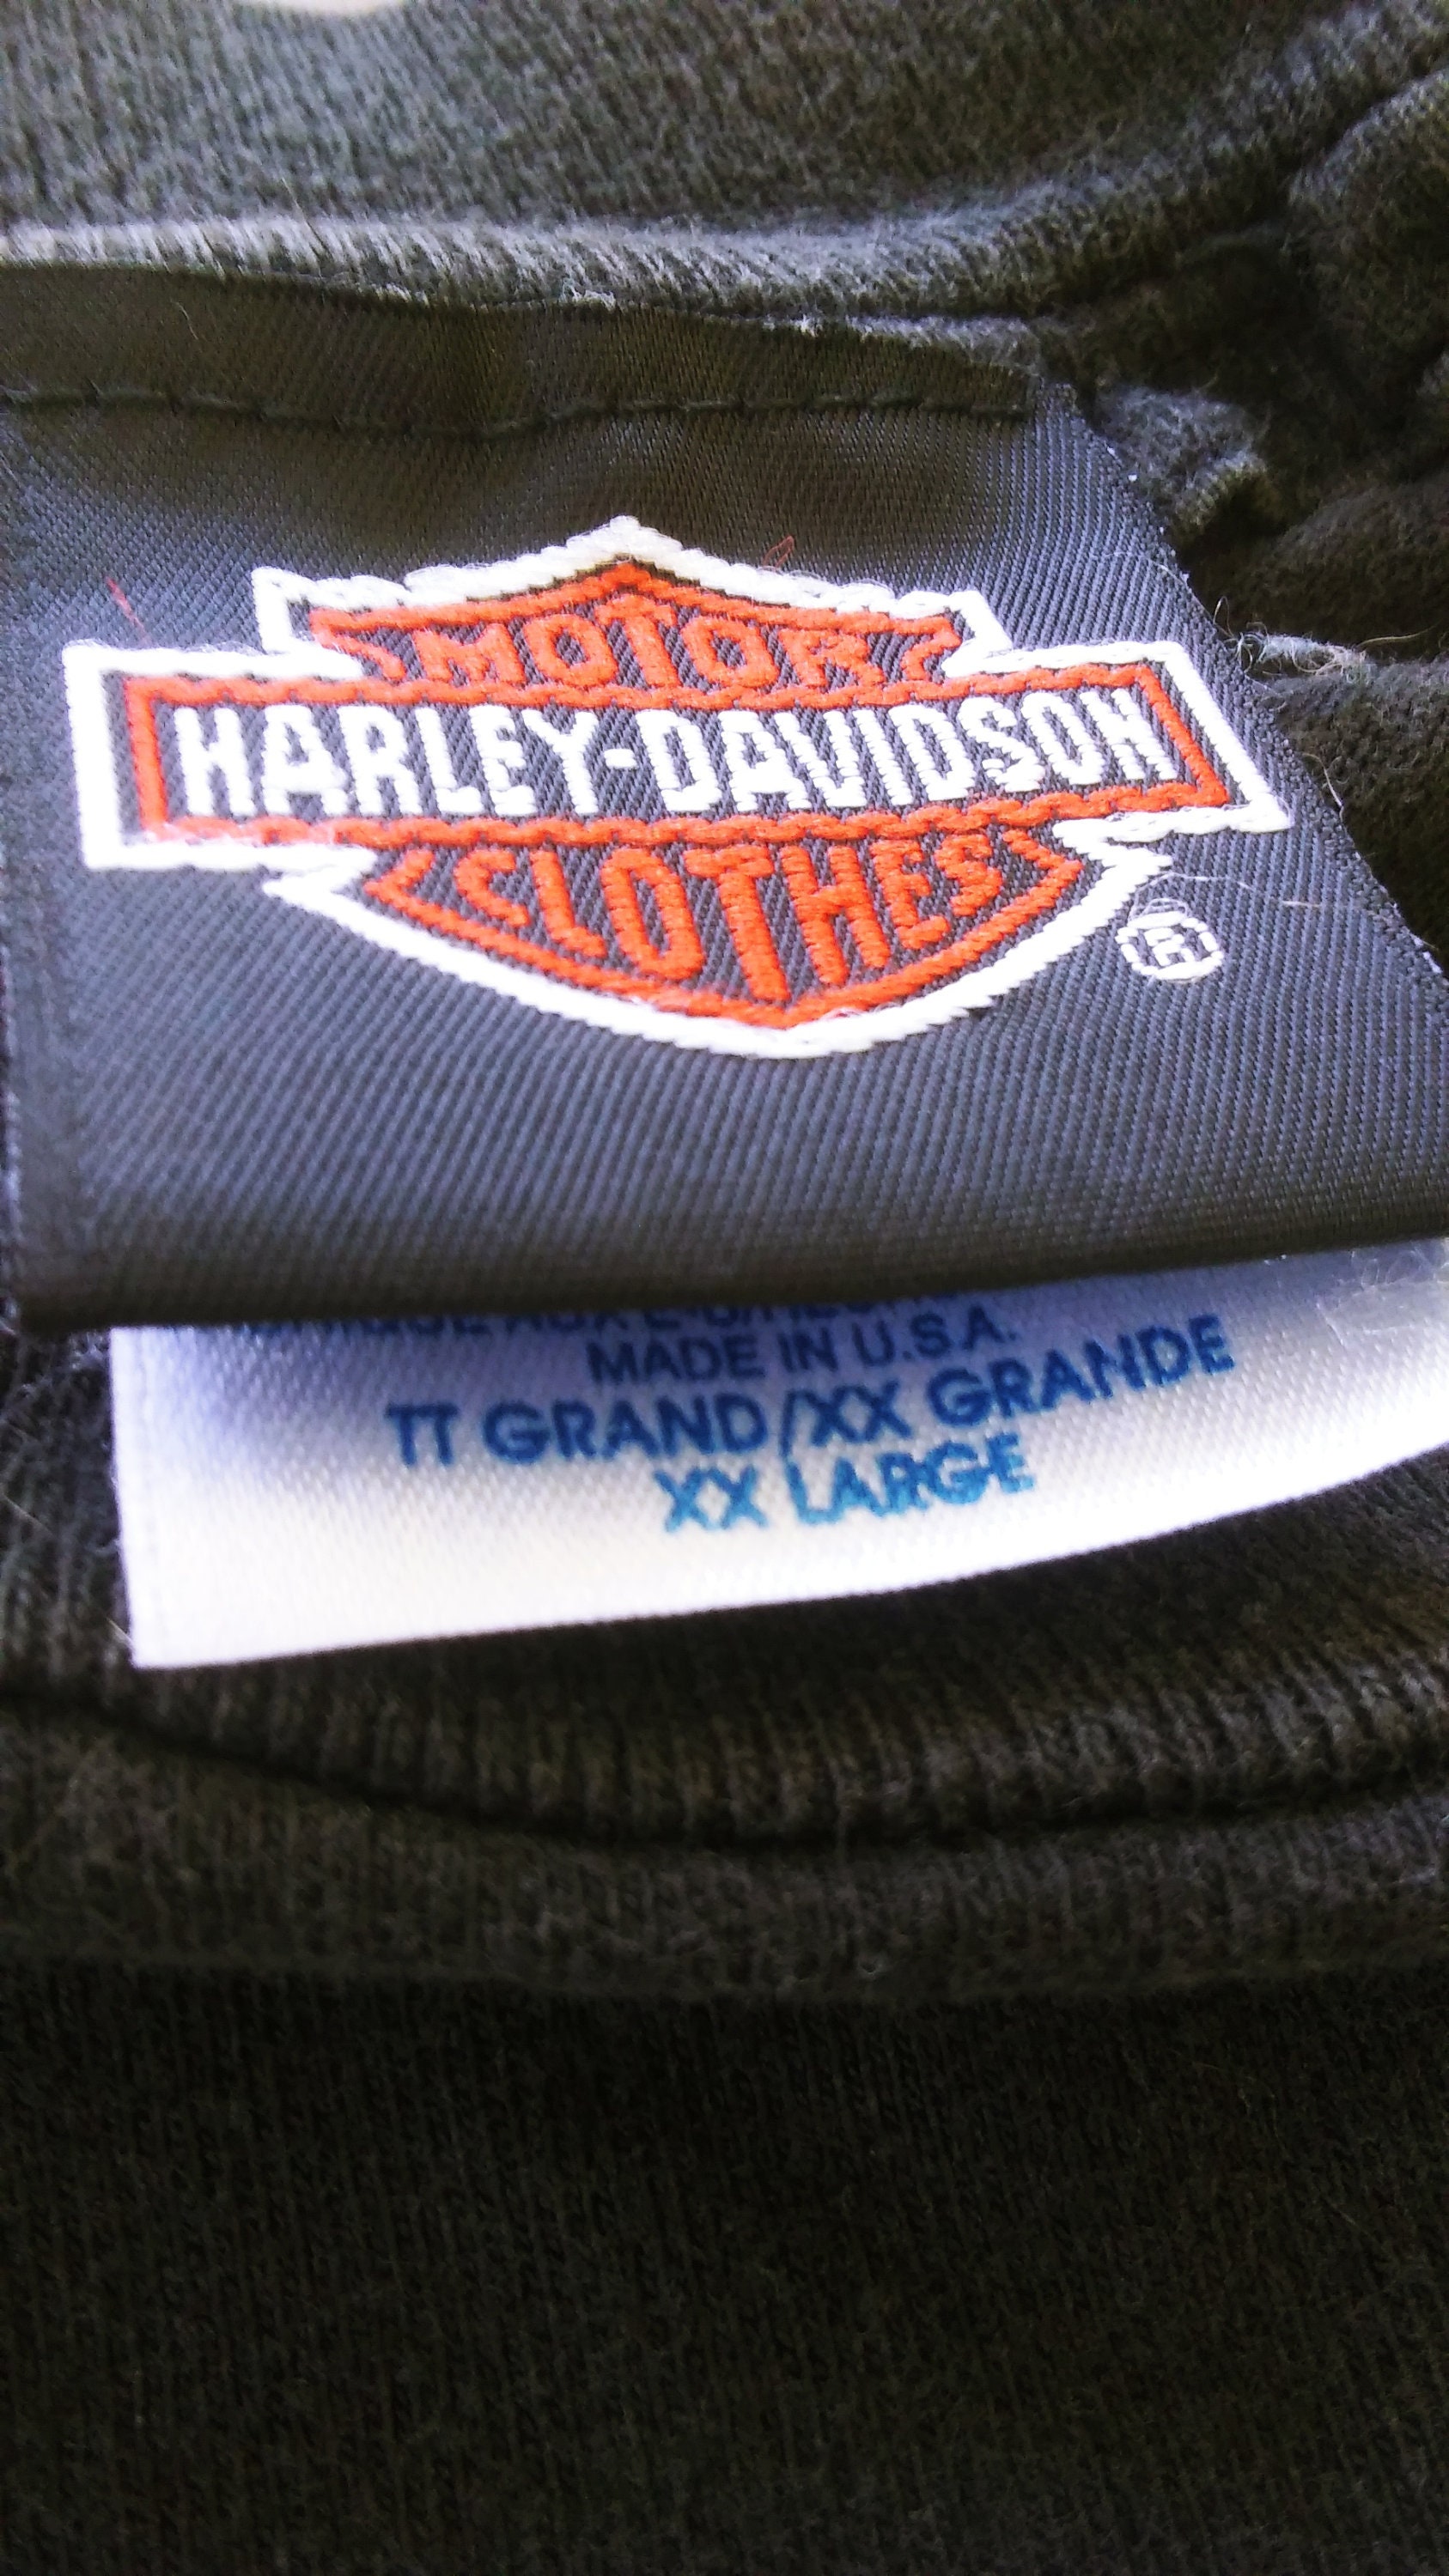 MOTOR
HARLEY-DAVIDSON
CLOTHES
®
MADE IN U.S.A.
TT GRAND/XX GRANDE
XX LARGE